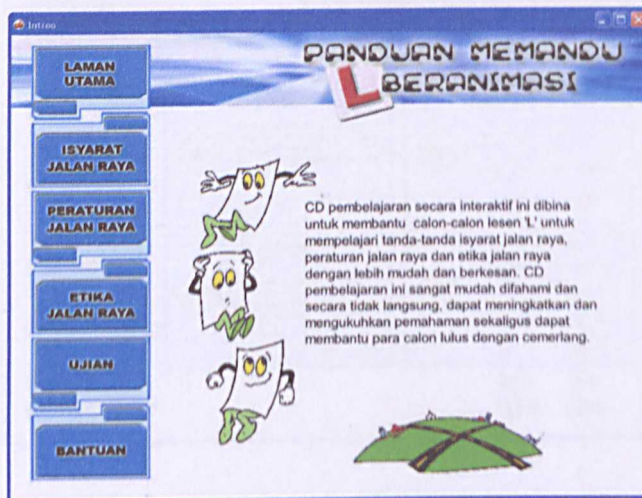 Introo
PANDUAN MEMANDU
L BERANIMASI
LAMAN
UTAMA
ISYARAT
JALAN RAYA
PERATURAN
JALAN RAYA
ETIKA
JALAN RAYA
UJIAN
BANTUAN
CD pembelajaran secara interaktif ini dibina
untuk membantu calon-calon lesen 'L' untuk
mempelajari tanda-tanda isyarat jalan raya,
peraturan jalan raya dan etika jalan raya
dengan lebih mudah dan berkesan. CD
pembelajaran ini sangat mudah difahami dan
secara tidak langsung, dapat meningkatkan dan
mengukuhkan pemahaman sekaligus dapat
membantu para calon lulus dengan cemerlang.